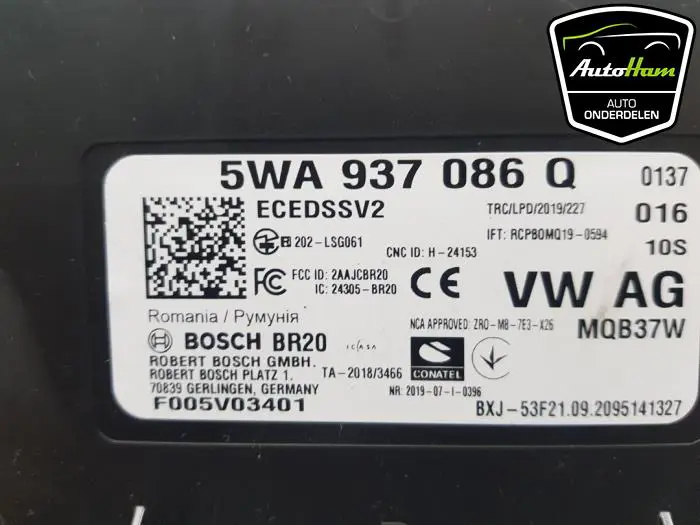 AutoHam
AUTO
ONDERDELEN
5WA 937 086 Q 0137
ECEDSSV2 TRC/LPD/2019/227 016
202-LSG061 IFT: RCPBOMQ19-0594
CNC ID: H-24153 10S
FCC ID: 2AAJCBR20
IC: 24305-BR20 CE VW AG
Romania / Румунія
NCA APPROVED: ZRO-M8-7E3-X26 MQB37W
BOSCH BR20 ICASA
ROBERT BOSCH GMBH.
ROBERT BOSCH PLATZ 1. TA-2018/3466 CONATEL
70839 GERLINGEN, GERMANY NR: 2019-07-I-0396
F005V03401 BXJ-53F21.09.2095141327